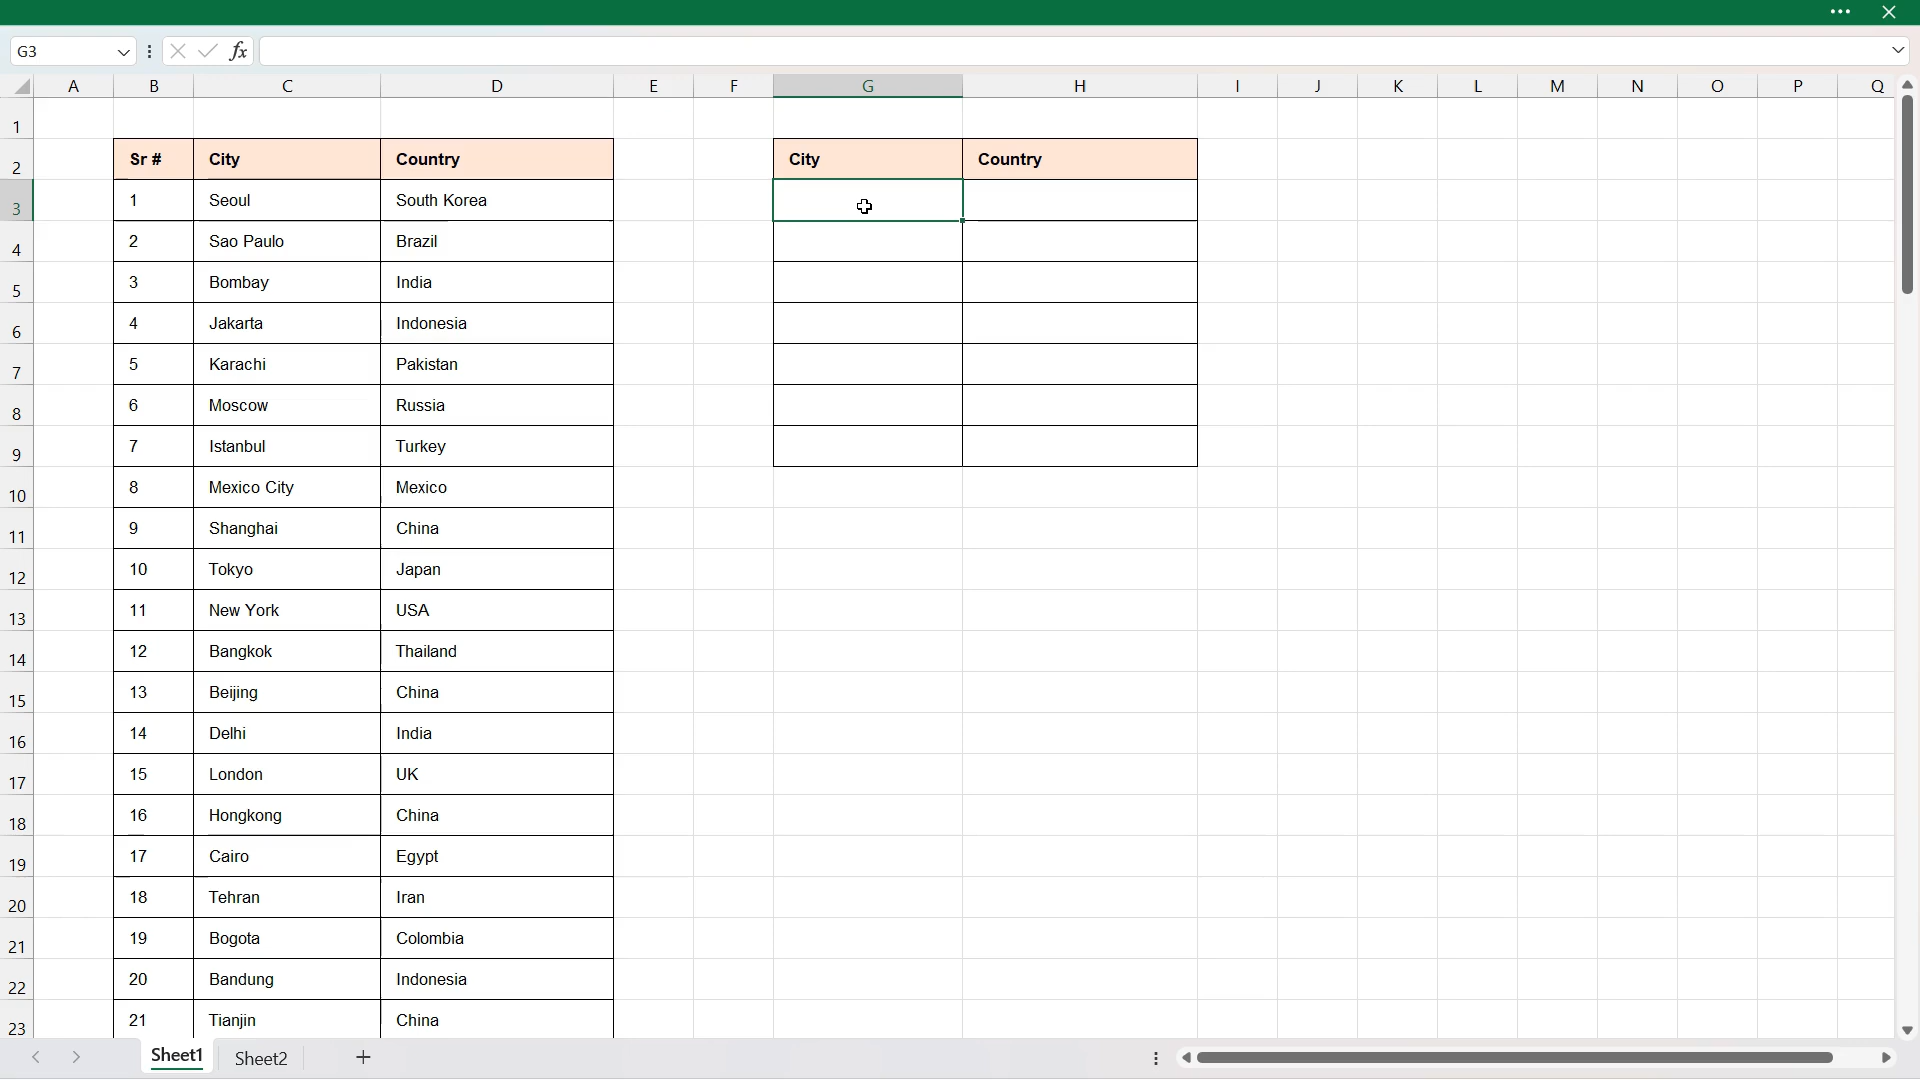 G3 fx
A B C D E F G H I J K L M N O P Q
1
2 Sr # City Country City Country
3 1 Seoul South Korea
4 2 Sao Paulo Brazil
5 3 Bombay India
6 4 Jakarta Indonesia
7 5 Karachi Pakistan
8 6 Moscow Russia
9 7 Istanbul Turkey
10 8 Mexico City Mexico
11 9 Shanghai China
12 10 Tokyo Japan
13 11 New York USA
14 12 Bangkok Thailand
15 13 Beijing China
16 14 Delhi India
17 15 London UK
18 16 Hongkong China
19 17 Cairo Egypt
20 18 Tehran Iran
21 19 Bogota Colombia
22 20 Bandung Indonesia
23 21 Tianjin China
Sheet1 Sheet2